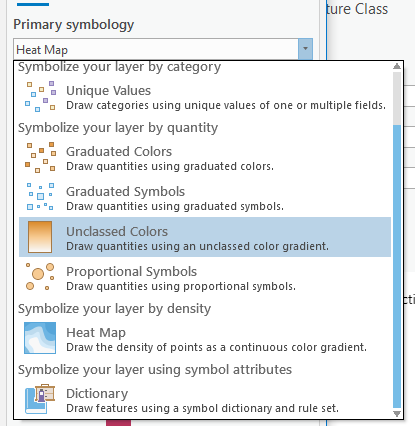 Primary symbology
ture Class
Heat Map
Symbolize your layer by category
Unique Values
Draw categories using unique values of one or multiple fields.
Symbolize your layer by quantity
Graduated Colors
Draw quantities using graduated colors.
Graduated Symbols
Draw quantities using graduated symbols.
Unclassed Colors
Draw quantities using an unclassed color gradient.
Proportional Symbols
Draw quantities using proportional symbols.
cti
Symbolize your layer by density
Heat Map
Draw the density of points as a continuous color gradient.
Symbolize your layer using symbol attributes
Dictionary
Draw features using a symbol dictionary and rule set.